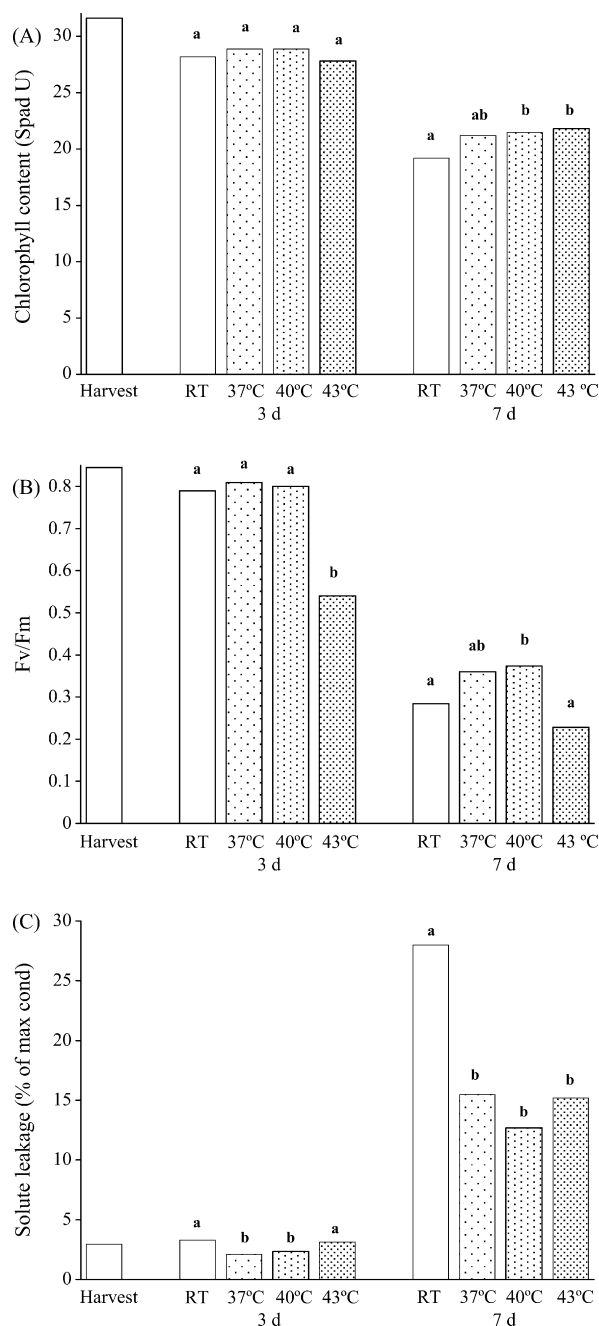 (A)
Chlorophyll content (Spad U)
30
25
20
15
10
5
0
a a a a
a ab b b
Harvest RT 37ºC 40ºC 43ºC RT 37ºC 40ºC 43 ºC
3 d 7 d
(B)
Fv/Fm
0.8
0.7
0.6
0.5
0.4
0.3
0.2
0.1
0
a a a b
a ab b a
Harvest RT 37ºC 40ºC 43ºC RT 37ºC 40ºC 43 ºC
3 d 7 d
(C)
Solute leakage (% of max cond)
30
25
20
15
10
5
0
a b b a
a b b b
Harvest RT 37ºC 40ºC 43ºC RT 37ºC 40ºC 43ºC
3 d 7 d